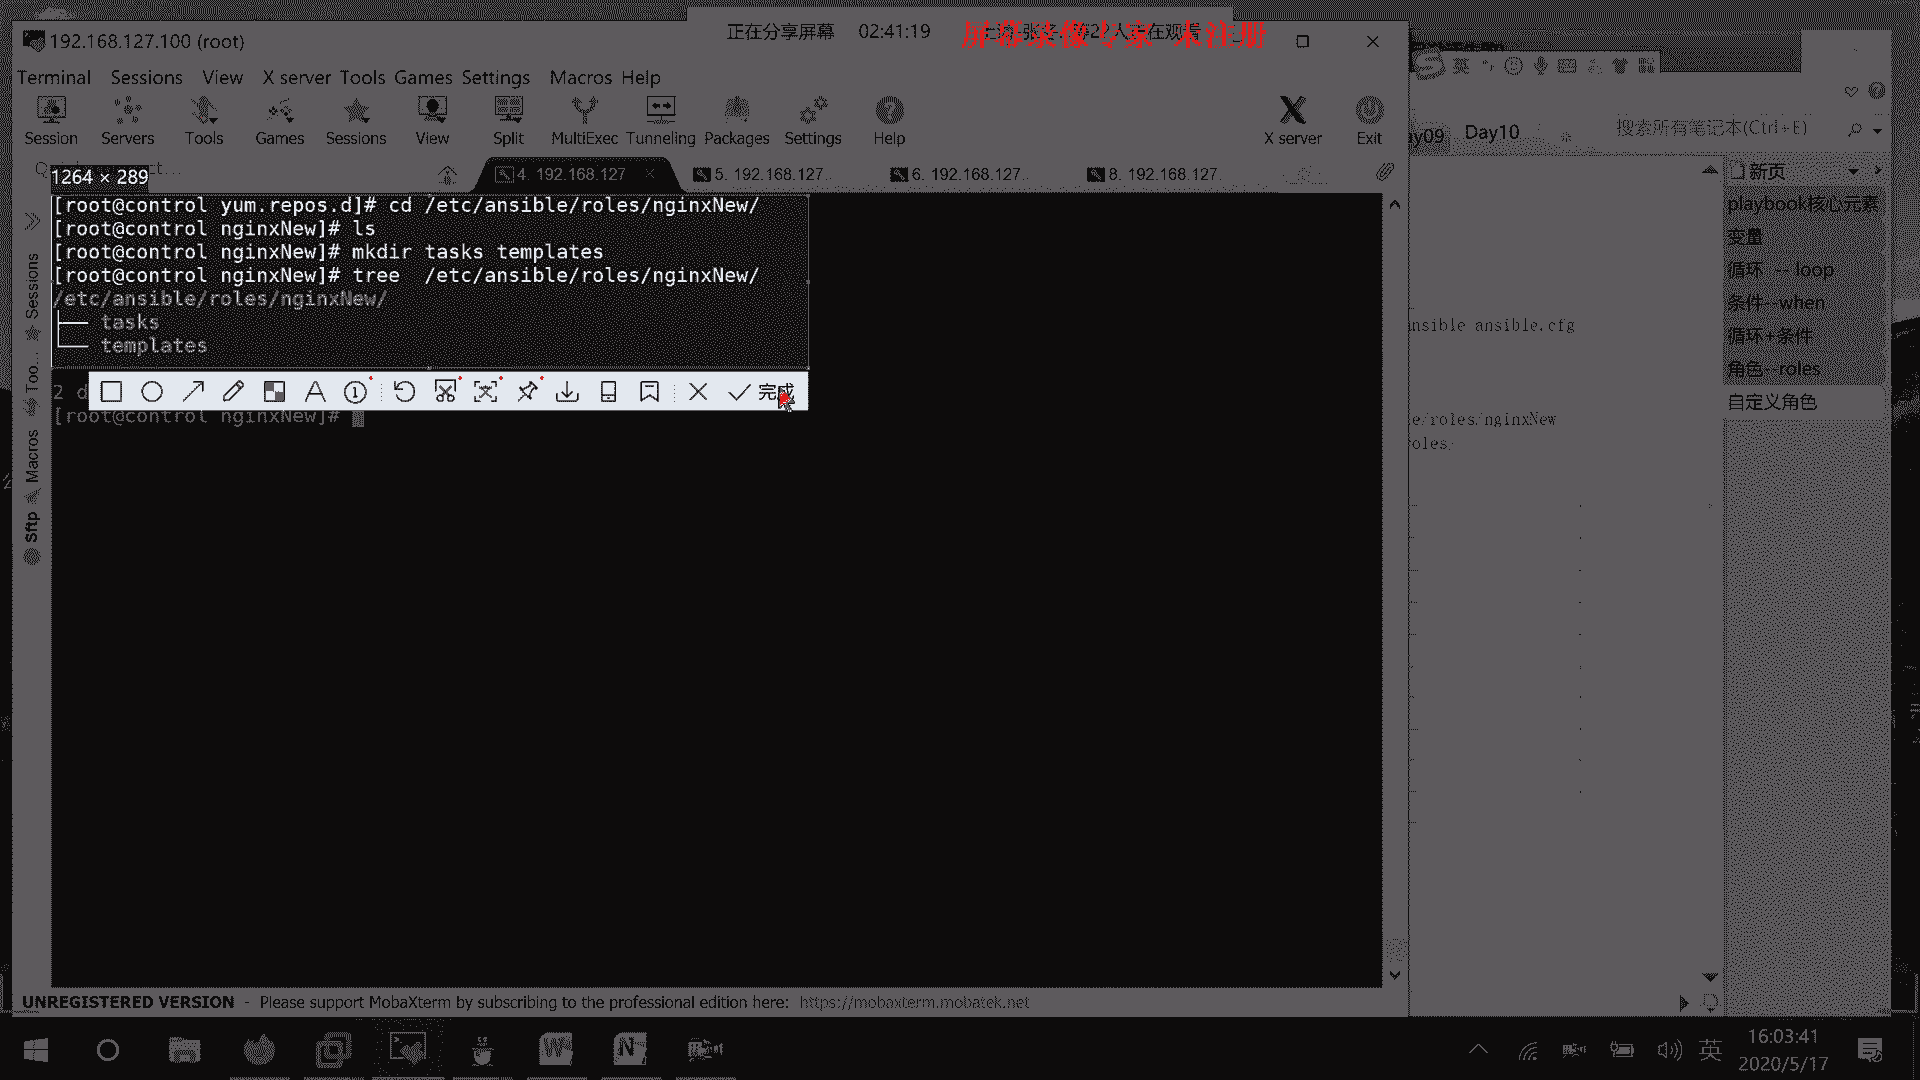 正在分享屏幕 02:41:19
屏幕录像专家 未注册
192.168.127.100 (root)
Terminal Sessions View X server Tools Games Settings Macros Help
Session Servers Tools Games Sessions View Split MultiExec Tunneling Packages Settings Help X server Exit
1264 × 289
4. 192.168.127 5. 192.168.127. 6. 192.168.127. 8. 192.168.127.
[root@control yum.repos.d]# cd /etc/ansible/roles/nginxNew/
[root@control nginxNew]# ls
[root@control nginxNew]# mkdir tasks templates
[root@control nginxNew]# tree  /etc/ansible/roles/nginxNew/
/etc/ansible/roles/nginxNew/
├── tasks
└── templates
2 d
完成
[root@control nginxNew]#
Sessions
Too...
Macros
Sftp
Day10
搜索所有笔记本(Ctrl+E)
新页
playbook核心元素
变量
循环 -- loop
条件--when
循环+条件
角色--roles
自定义角色
ansible ansible.cfg
e/roles/nginxNew
roles/
UNREGISTERED VERSION - Please support MobaXterm by subscribing to the professional edition here: https://mobaxterm.mobatek.net
英
英
16:03:41
2020/5/17